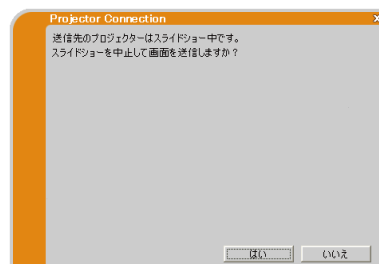 Projector Connection
送信先のプロジェクターはスライドショー中です。
スライドショーを中止して画面を送信しますか？
はい
いいえ